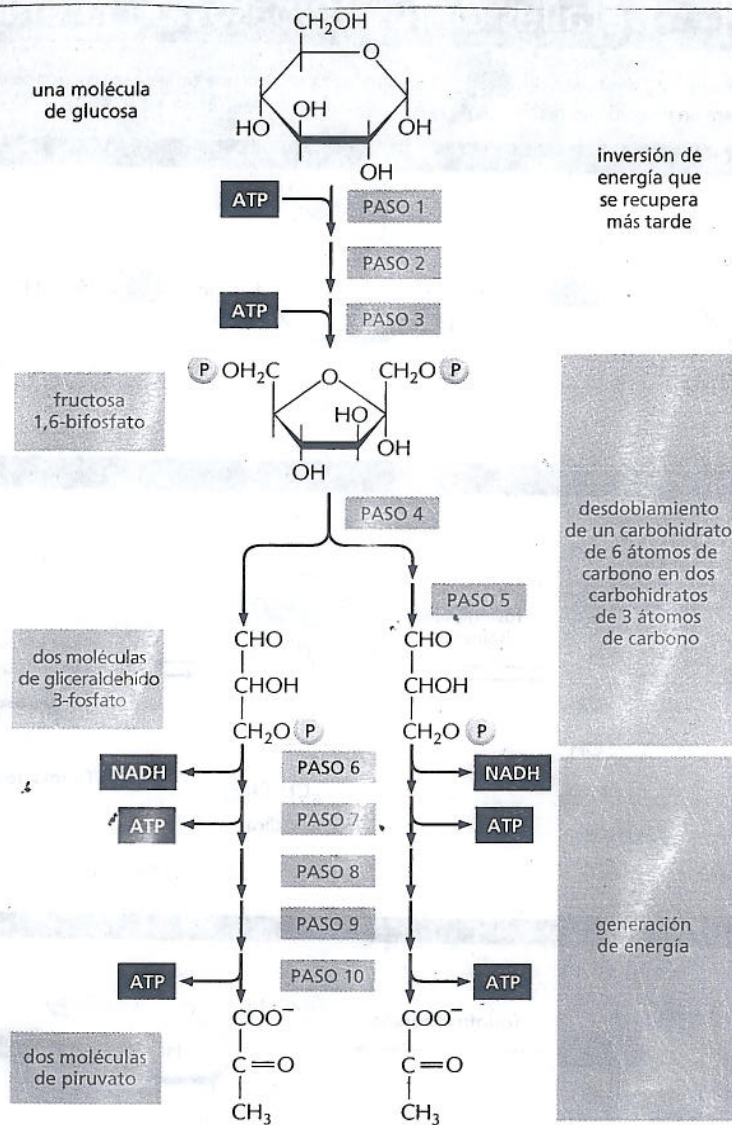 CH₂OH
O
una molécula
de glucosa
OH
HO
OH
OH
OH
inversión de
energía que
se recupera
más tarde
ATP
PASO 1
PASO 2
ATP
PASO 3
P OH₂C
O
CH₂O P
fructosa
1,6-bifosfato
HO
OH
OH
PASO 4
desdoblamiento
de un carbohidrato
de 6 átomos de
carbono en dos
carbohidratos
de 3 átomos
de carbono
PASO 5
CHO
CHO
dos moléculas
de gliceraldehído
3-fosfato
CHOH
CHOH
CH₂O P
CH₂O P
NADH
PASO 6
NADH
ATP
PASO 7
ATP
PASO 8
PASO 9
generación
de energía
ATP
PASO 10
ATP
COO⁻
COO⁻
dos moléculas
de piruvato
C=O
C=O
CH₃
CH₃